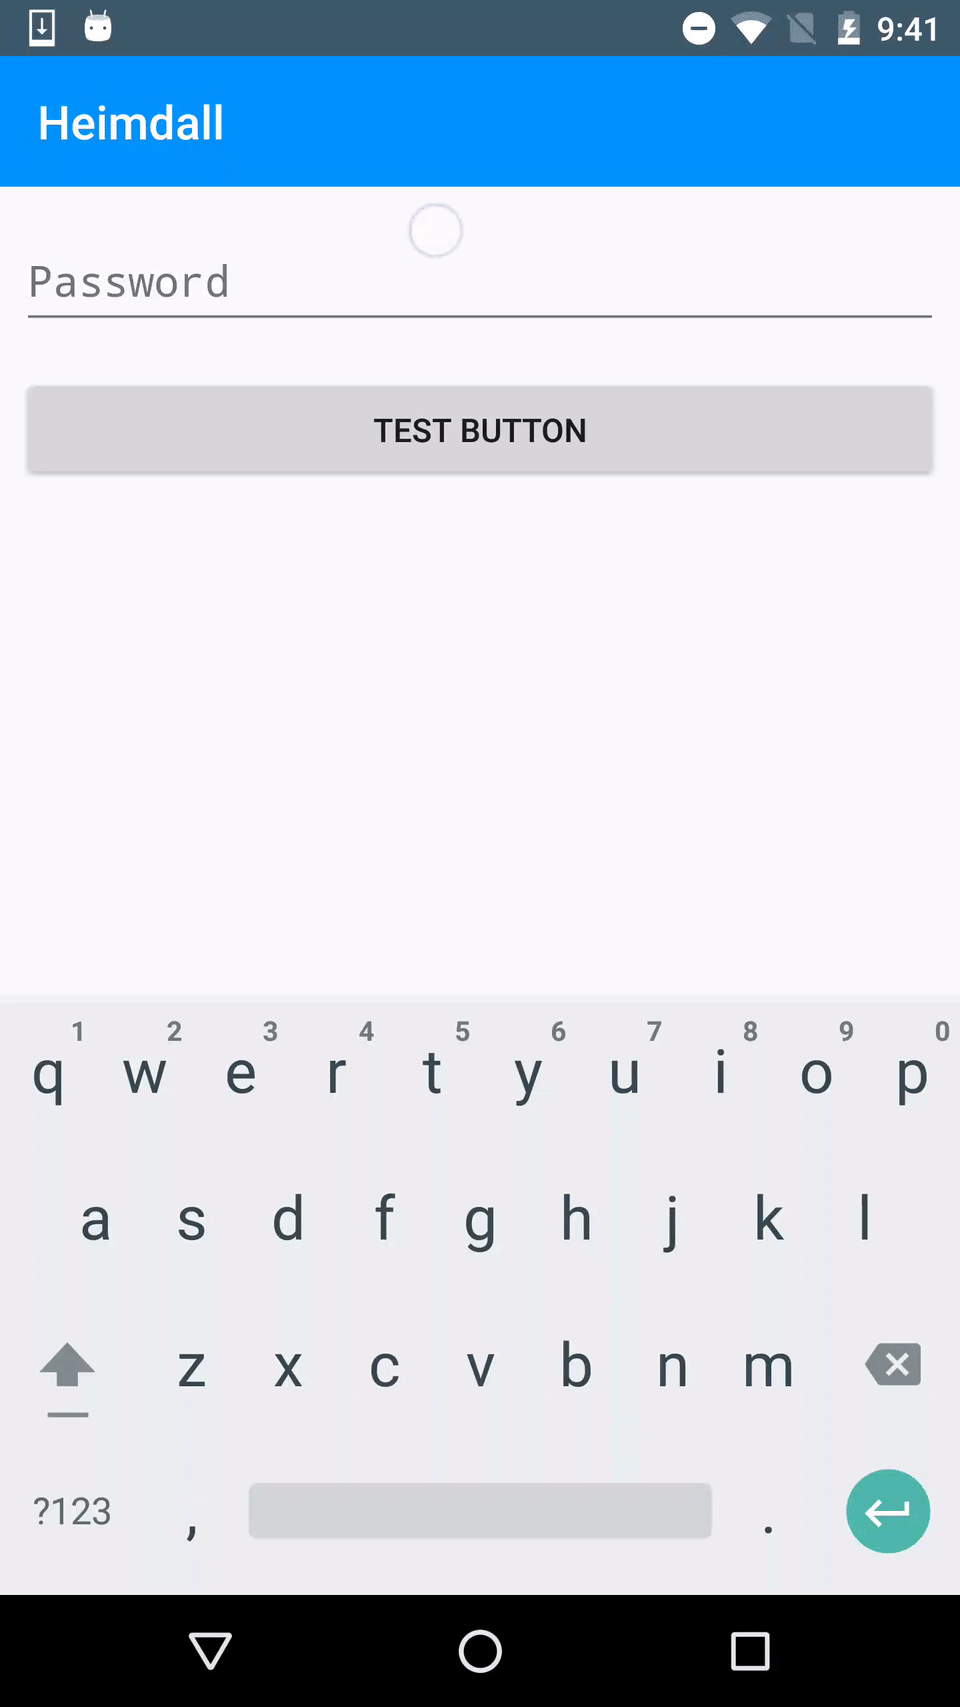 9:41
Heimdall
Password
TEST BUTTON
1 2 3 4 5 6 7 8 9 0
q w e r t y u i o p
a s d f g h j k l
z x c v b n m
?123 , .